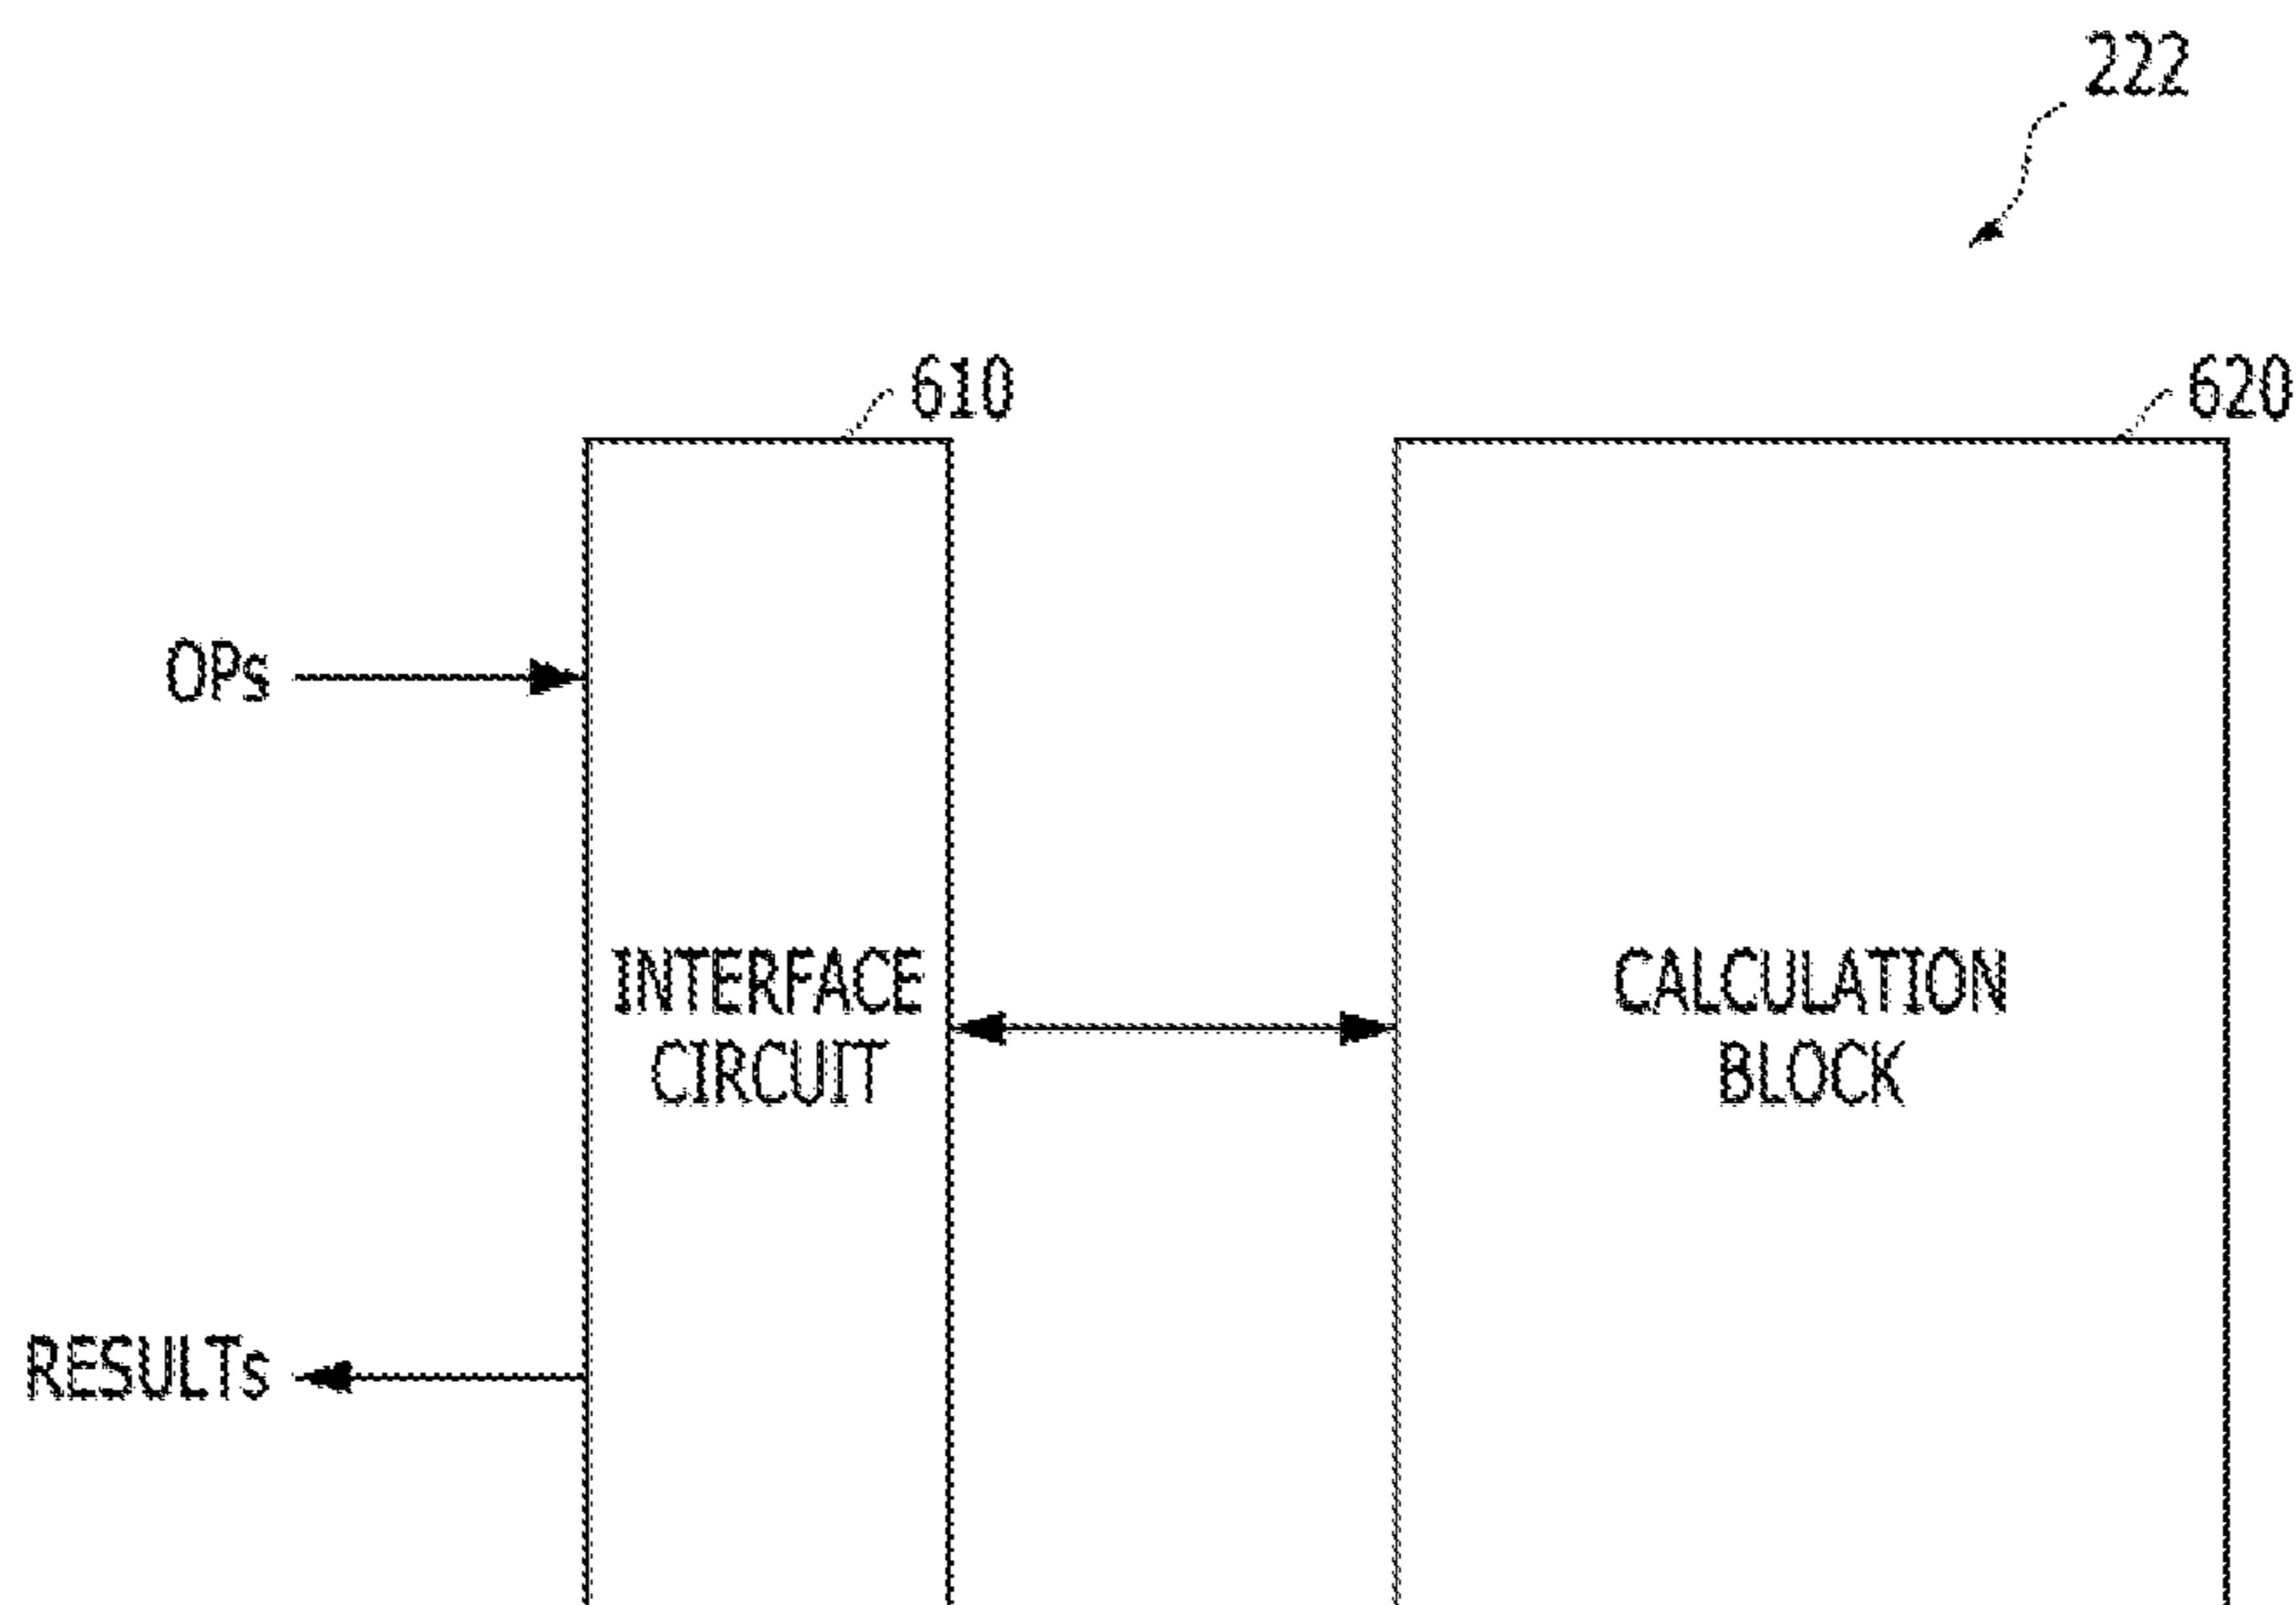 222
610
620
OPs
INTERFACE
CIRCUIT
CALCULATION
BLOCK
RESULTs